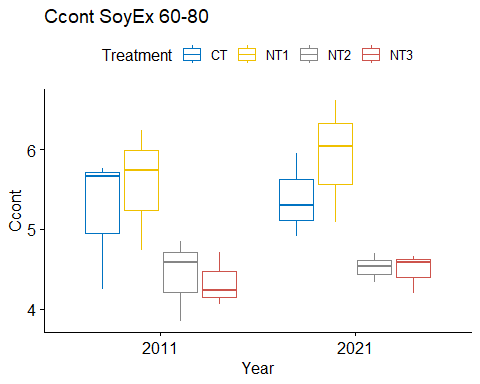 Ccont SoyEx 60-80
Treatment CT NT1 NT2 NT3
6
5
4
Ccont
2011 2021
Year